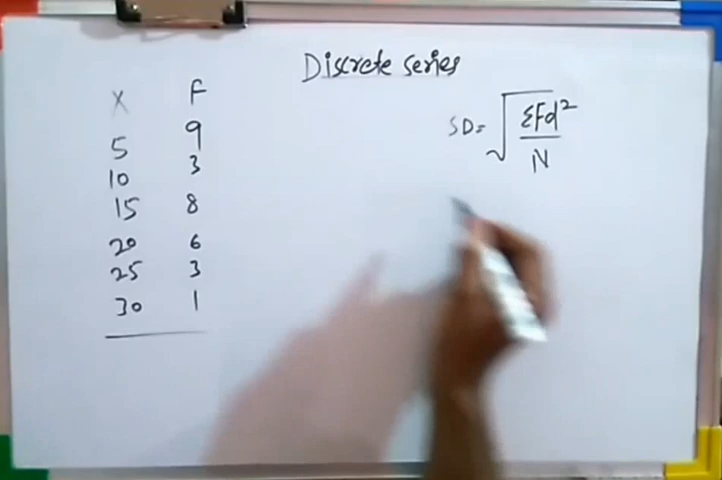 Discrete series
X F
5 9
10 3
15 8
20 6
25 3
30 1
SD = √ΣFd²/N